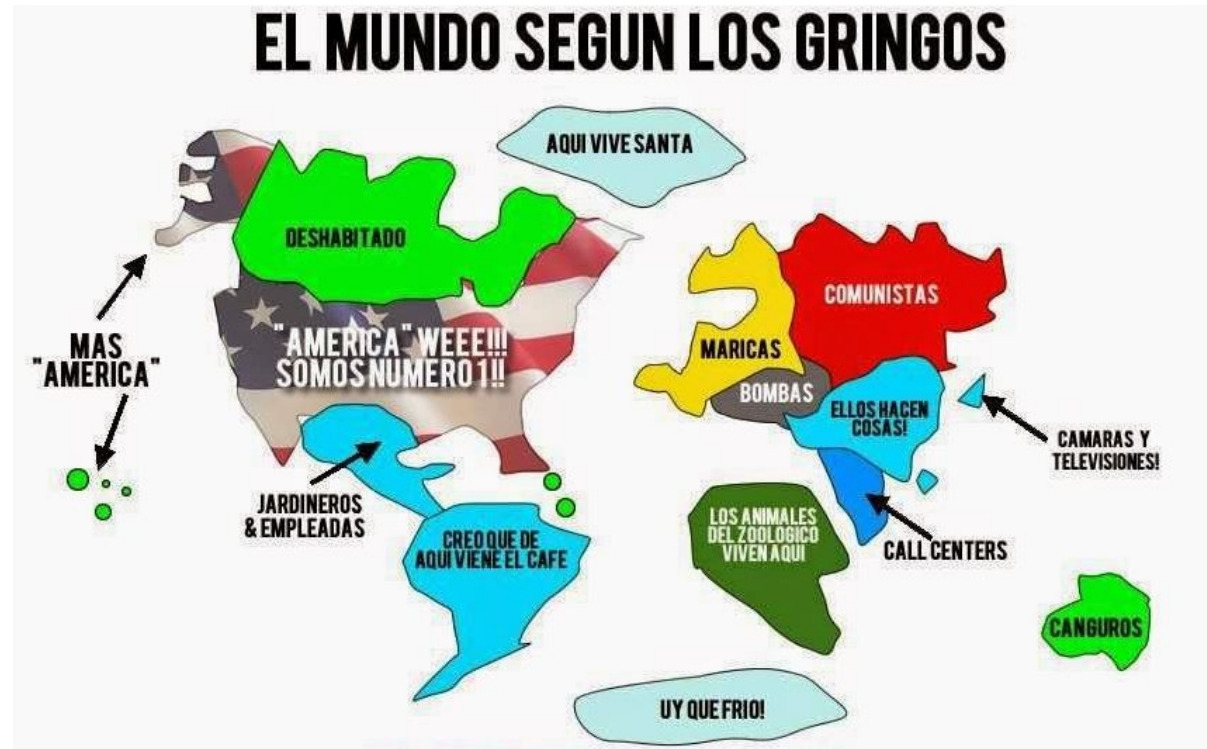 EL MUNDO SEGUN LOS GRINGOS
AQUI VIVE SANTA
DESHABITADO
COMUNISTAS
MAS
"AMERICA"
"AMERICA" WEEE!!!
SOMOS NUMERO 1!!
MARICAS
BOMBAS
ELLOS HACEN
COSAS!
CAMARAS Y
TELEVISIONES!
JARDINEROS
& EMPLEADAS
CREO QUE DE
AQUI VIENE EL CAFE
LOS ANIMALES
DEL ZOOLOGICO
VIVEN AQUI
CALL CENTERS
CANGUROS
UY QUE FRIO!